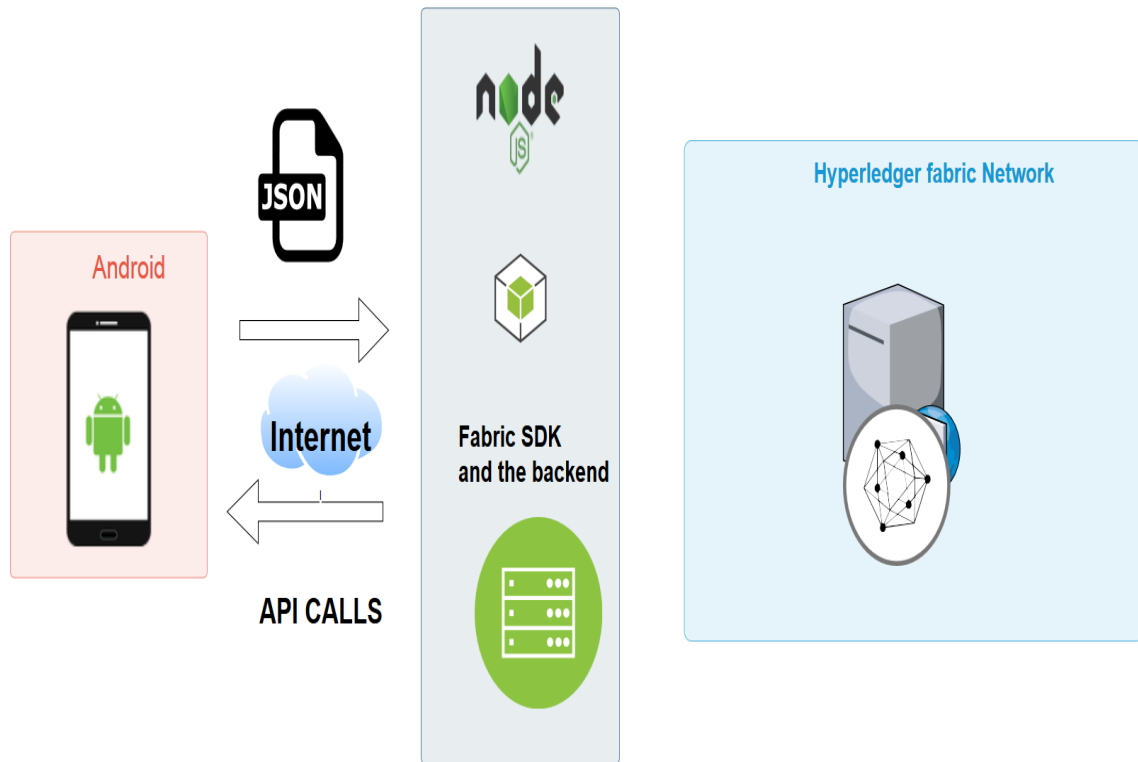 node
JS
JSON
Hyperledger fabric Network
Android
Internet
Fabric SDK
and the backend
API CALLS